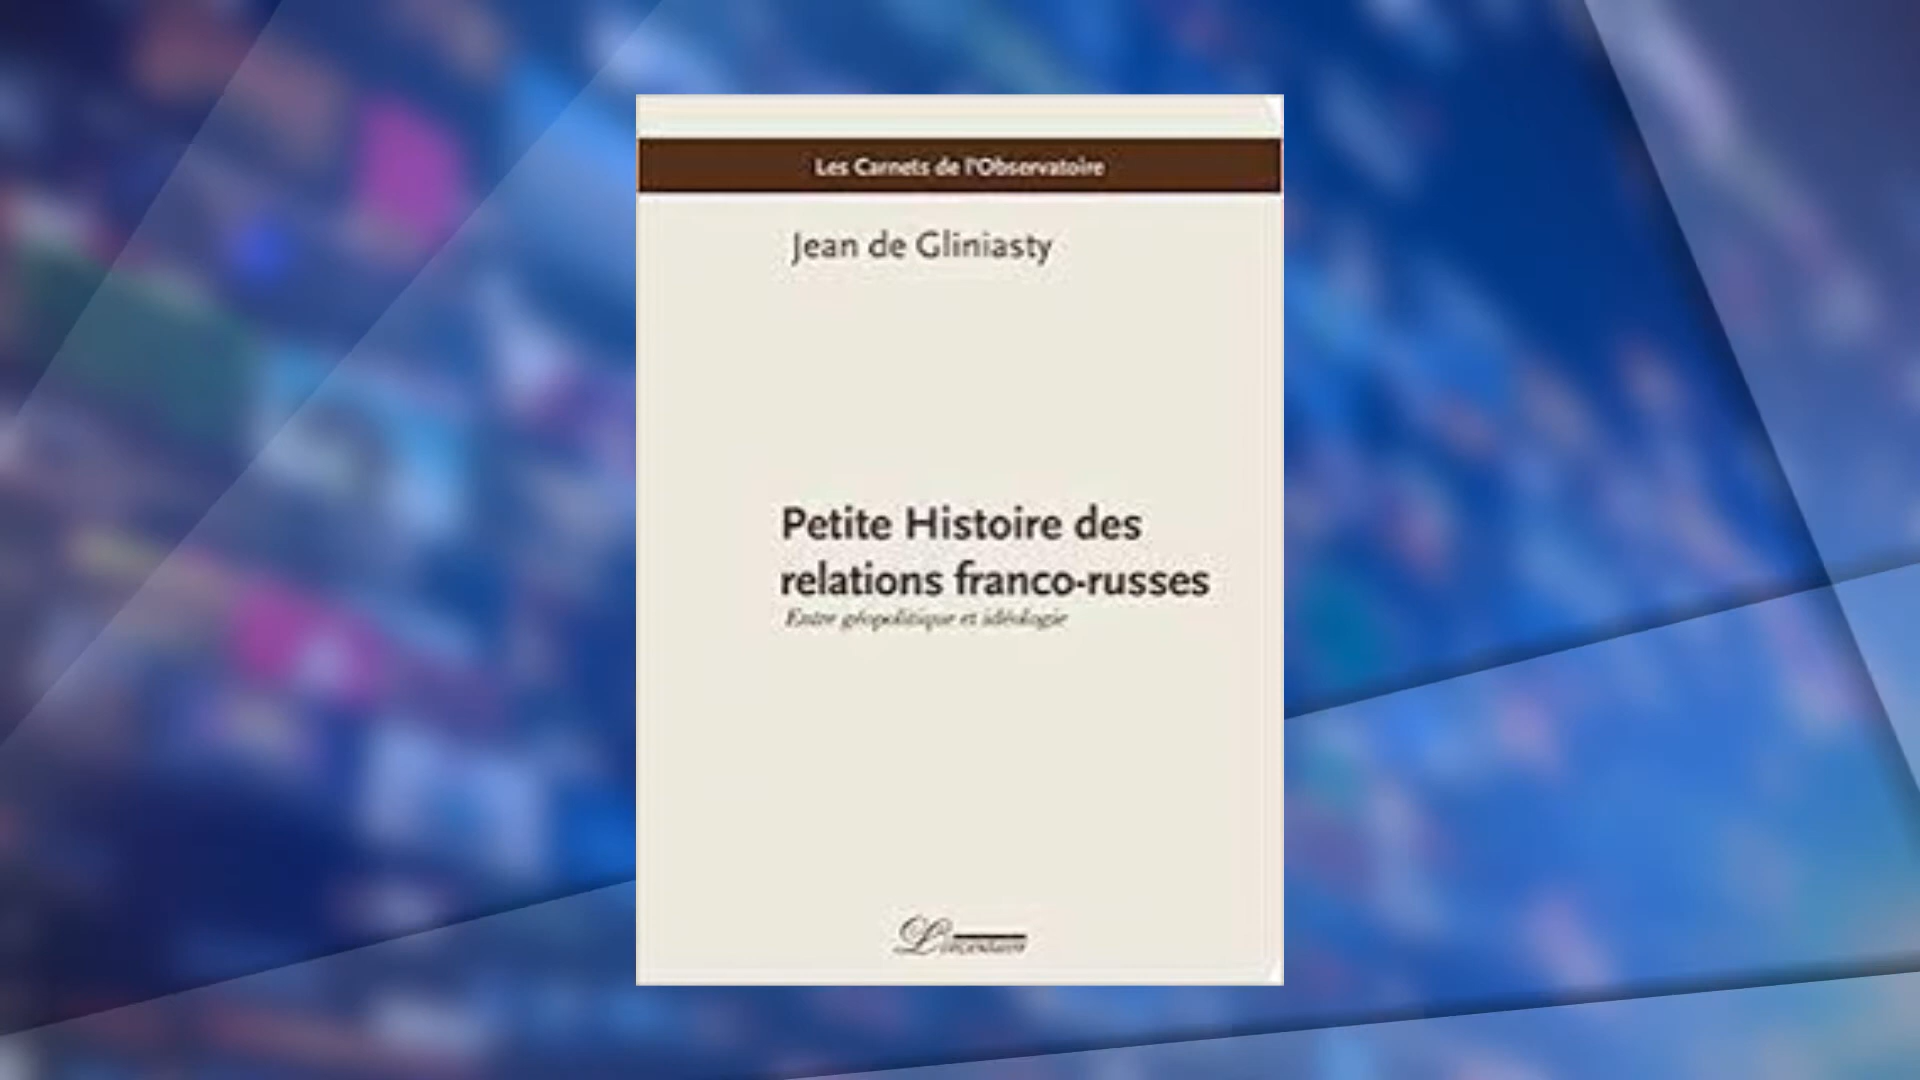 Les Carnets de l'Observatoire
Jean de Gliniasty
Petite Histoire des
relations franco-russes
Entre géopolitique et idéologie